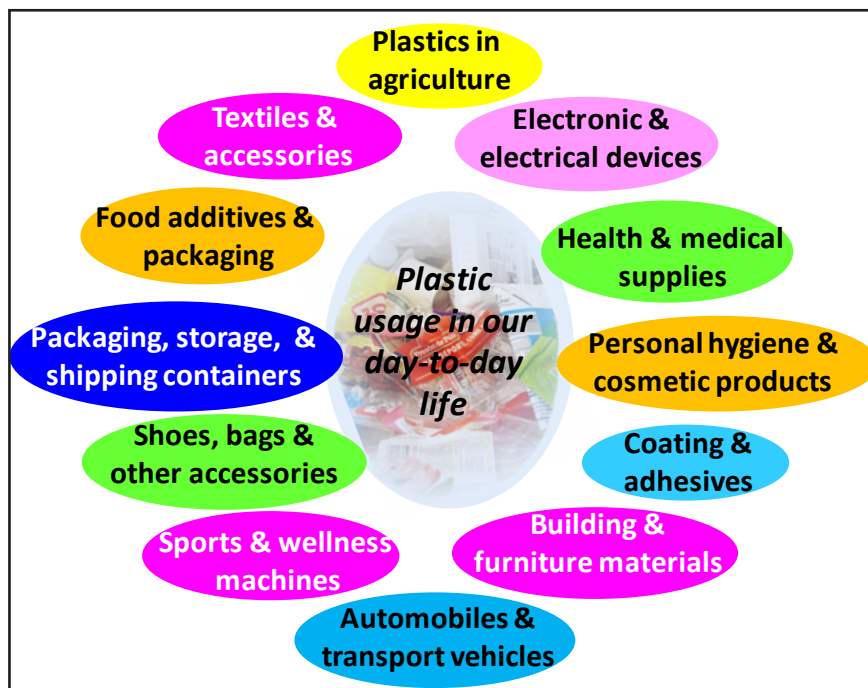 Plastics in
agriculture
Textiles &
accessories
Electronic &
electrical devices
Food additives &
packaging
Health & medical
supplies
Plastic
usage in our
day-to-day
life
Packaging, storage, &
shipping containers
Personal hygiene &
cosmetic products
Shoes, bags &
other accessories
Coating &
adhesives
Sports & wellness
machines
Building &
furniture materials
Automobiles &
transport vehicles